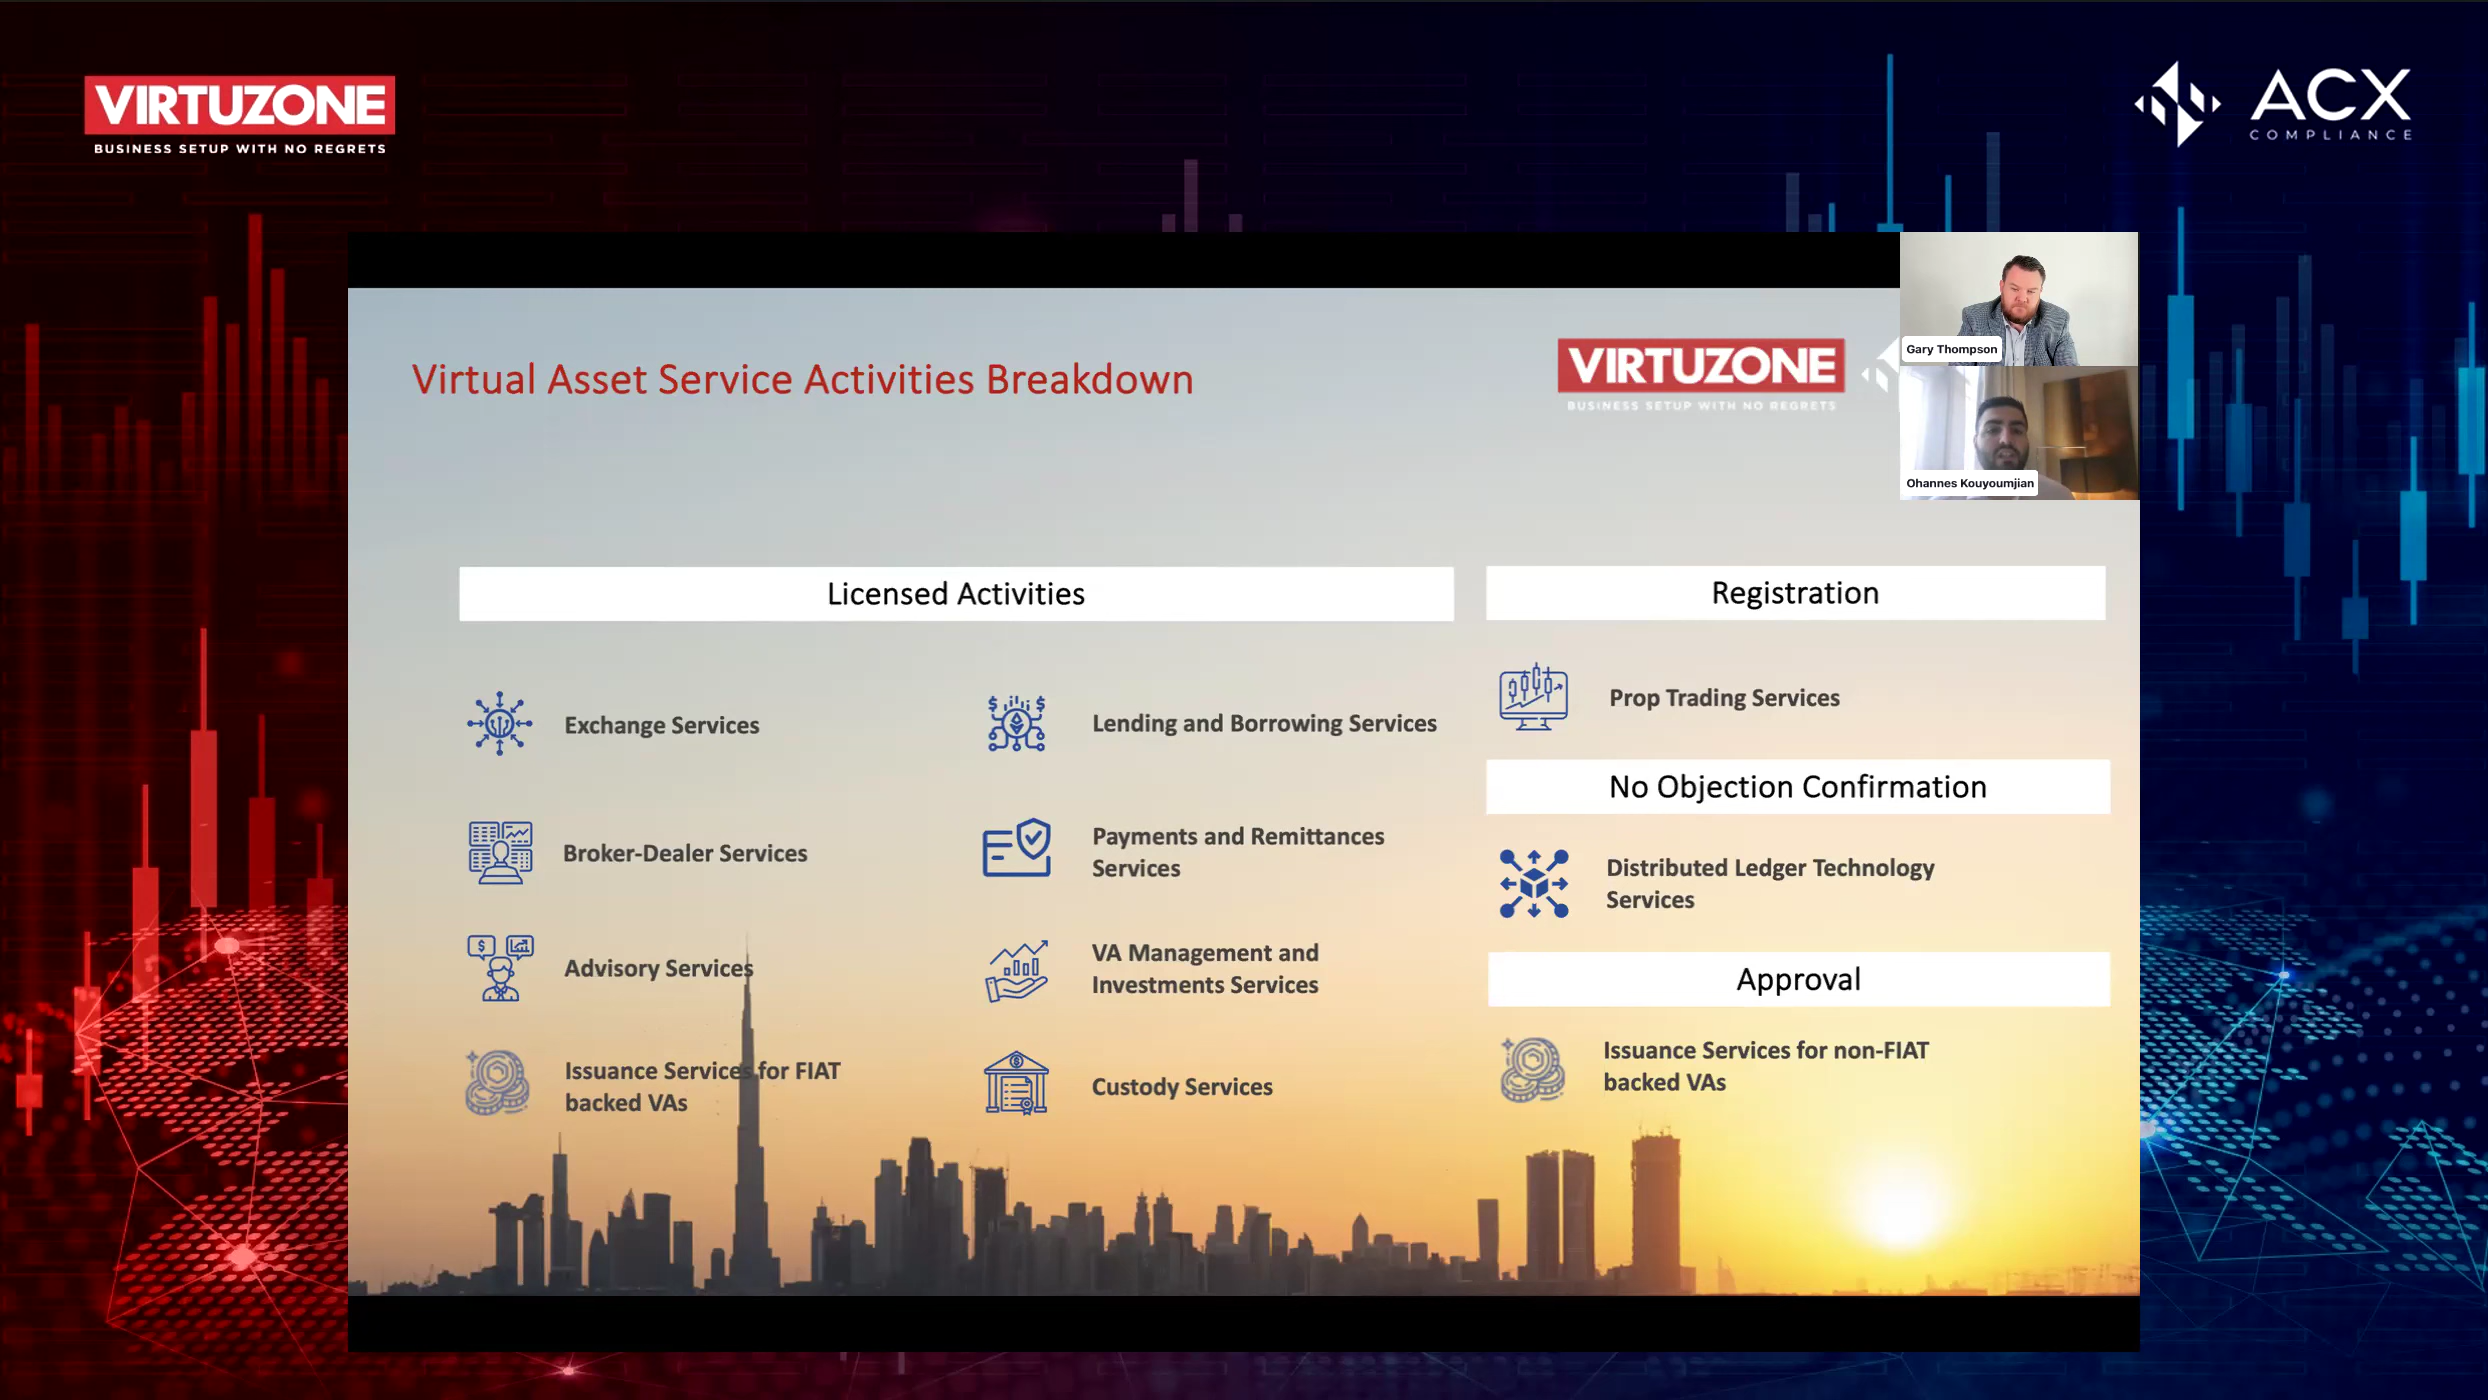 VIRTUZONE
BUSINESS SETUP WITH NO REGRETS
ACX
COMPLIANCE
Virtual Asset Service Activities Breakdown
VIRTUZONE
BUSINESS SETUP WITH NO REGRETS
Gary Thompson
Ohannes Kouyoumjian
Licensed Activities
Exchange Services
Broker-Dealer Services
Advisory Services
Issuance Services for FIAT
backed VAs
Lending and Borrowing Services
Payments and Remittances
Services
VA Management and
Investments Services
Custody Services
Registration
Prop Trading Services
No Objection Confirmation
Distributed Ledger Technology
Services
Approval
Issuance Services for non-FIAT
backed VAs